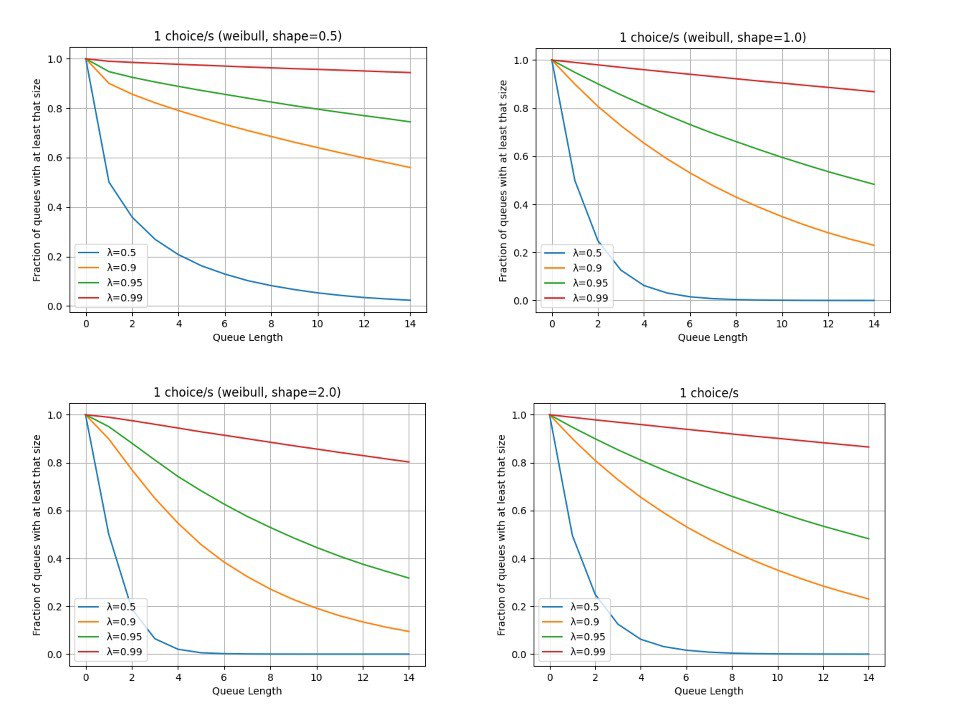 1 choice/s (weibull, shape=0.5)
Fraction of queues with at least that size
1.0
0.8
0.6
0.4
0.2
0.0
λ=0.5
λ=0.9
λ=0.95
λ=0.99
0 2 4 6 8 10 12 14
Queue Length
1 choice/s (weibull, shape=1.0)
Fraction of queues with at least that size
1.0
0.8
0.6
0.4
0.2
0.0
λ=0.5
λ=0.9
λ=0.95
λ=0.99
0 2 4 6 8 10 12 14
Queue Length
1 choice/s (weibull, shape=2.0)
Fraction of queues with at least that size
1.0
0.8
0.6
0.4
0.2
0.0
λ=0.5
λ=0.9
λ=0.95
λ=0.99
0 2 4 6 8 10 12 14
Queue Length
1 choice/s
Fraction of queues with at least that size
1.0
0.8
0.6
0.4
0.2
0.0
λ=0.5
λ=0.9
λ=0.95
λ=0.99
0 2 4 6 8 10 12 14
Queue Length